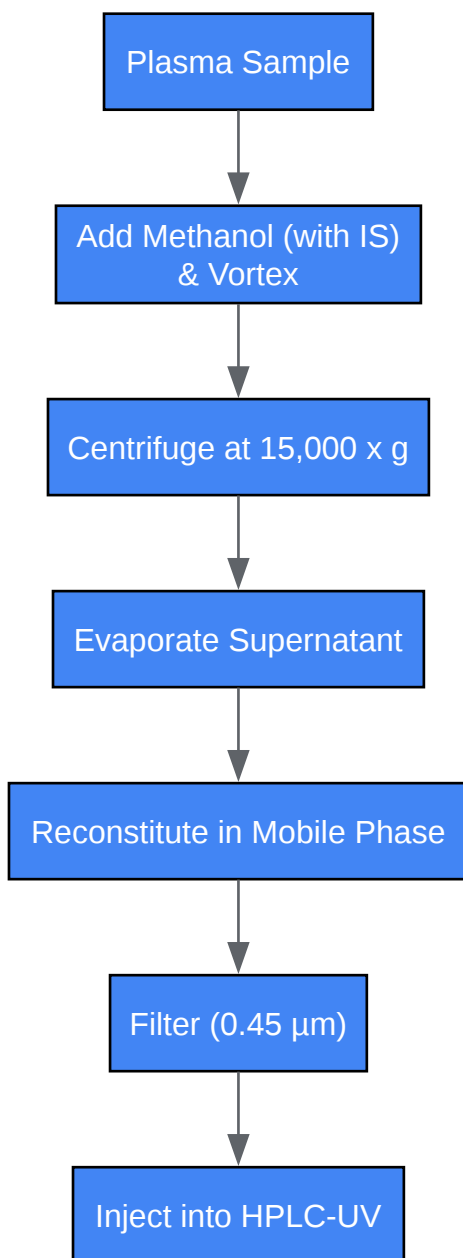 Plasma Sample
Add Methanol (with IS)
& Vortex
Centrifuge at 15,000 x g
Evaporate Supernatant
Reconstitute in Mobile Phase
Filter (0.45 µm)
Inject into HPLC-UV